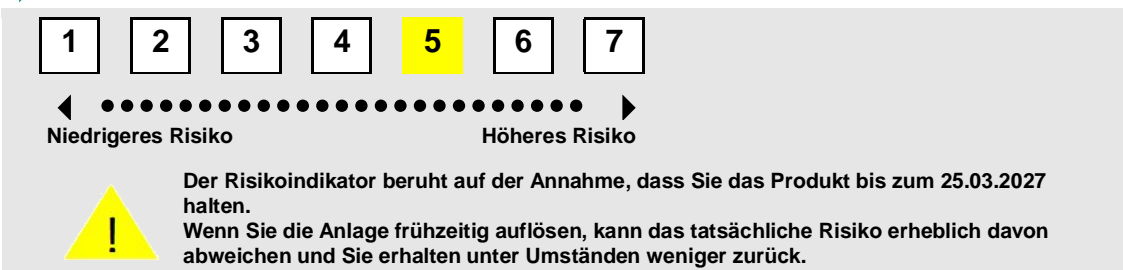 1 2 3 4 5 6 7
Niedrigeres Risiko Höheres Risiko
Der Risikoindikator beruht auf der Annahme, dass Sie das Produkt bis zum 25.03.2027
halten.
Wenn Sie die Anlage frühzeitig auflösen, kann das tatsächliche Risiko erheblich davon
abweichen und Sie erhalten unter Umständen weniger zurück.
!